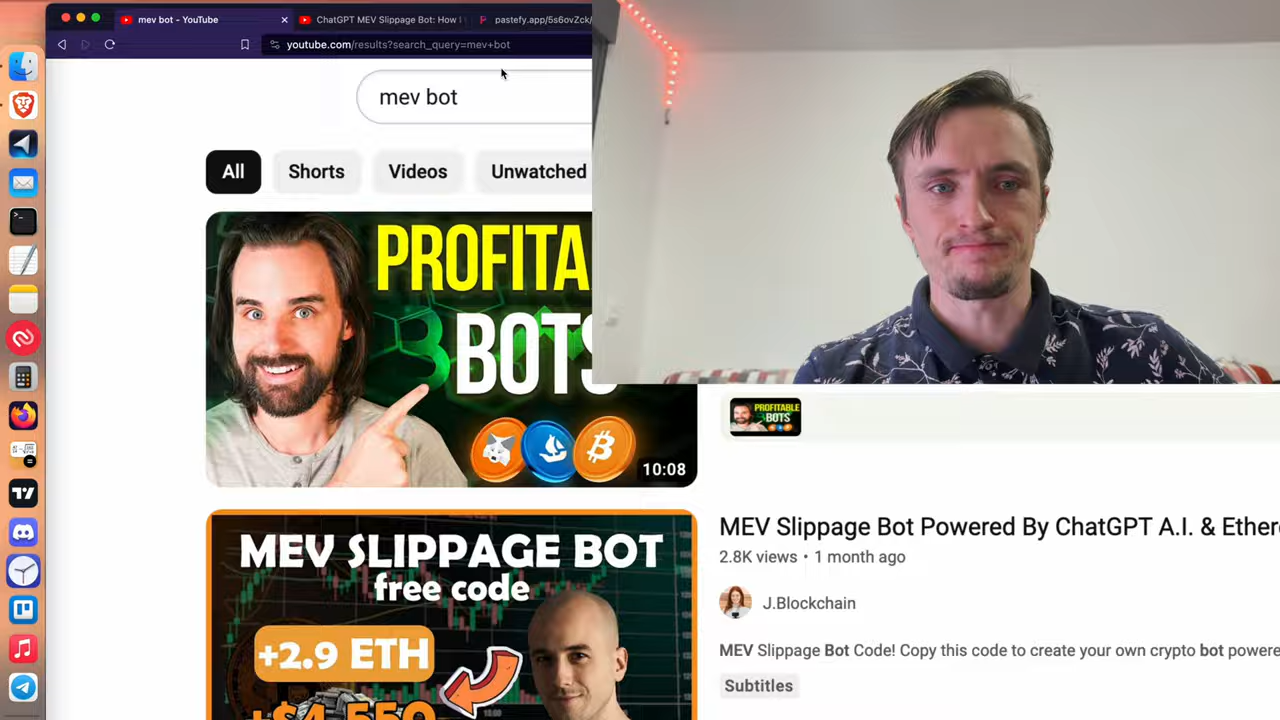 mev bot - YouTube
ChatGPT MEV Slippage Bot: How I
pastefy.app/5s6ovZck/
youtube.com/results?search_query=mev+bot
mev bot
All
Shorts
Videos
Unwatched
PROFITA
BOTS
10:08
PROFITABLE
BOTS
MEV SLIPPAGE BOT
free code
+2.9 ETH
+$4,550
MEV Slippage Bot Powered By ChatGPT A.I. & Ether
2.8K views • 1 month ago
J.Blockchain
MEV Slippage Bot Code! Copy this code to create your own crypto bot powere
Subtitles